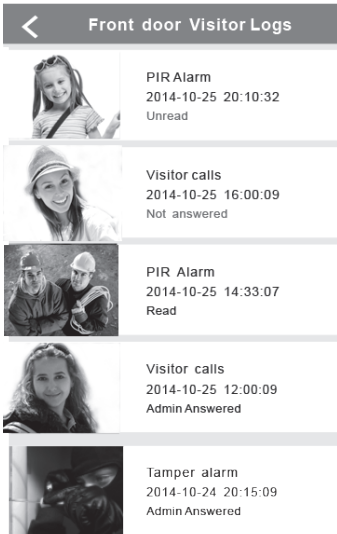 Front door Visitor Logs
PIR Alarm
2014-10-25 20:10:32
Unread
Visitor calls
2014-10-25 16:00:09
Not answered
PIR Alarm
2014-10-25 14:33:07
Read
Visitor calls
2014-10-25 12:00:09
Admin Answered
Tamper alarm
2014-10-24 20:15:09
Admin Answered